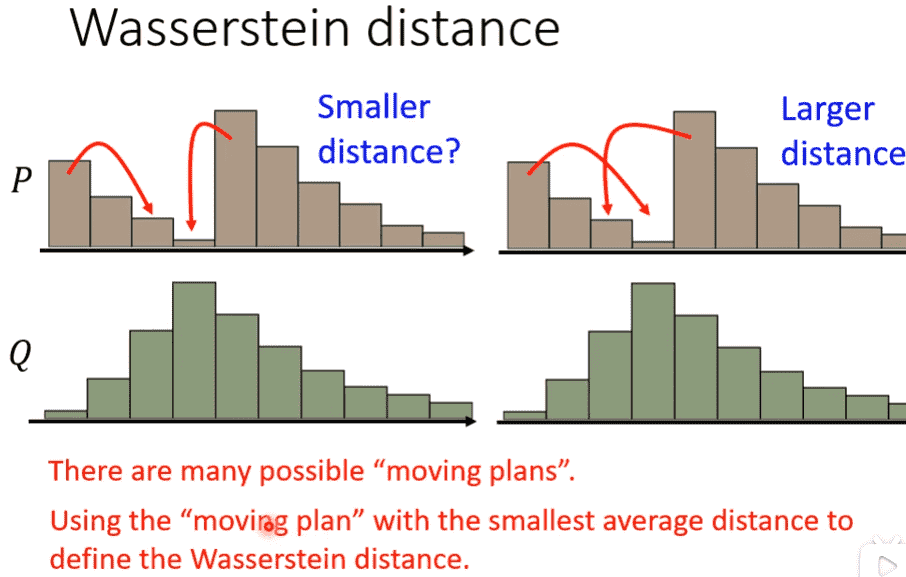 Wasserstein distance
Smaller
distance?
Larger
distance
P
Q
There are many possible “moving plans”.
Using the “moving plan” with the smallest average distance to
define the Wasserstein distance.